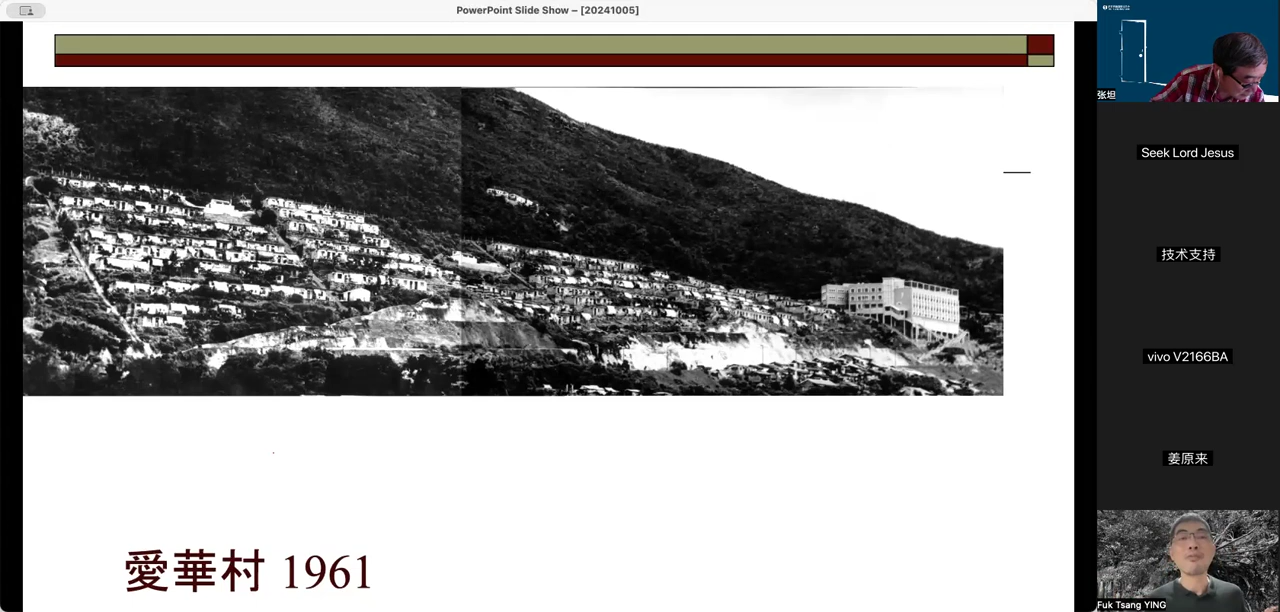 PowerPoint Slide Show – [20241005]
张坦
Seek Lord Jesus
技术支持
vivo V2166BA
姜原来
愛華村 1961
Fuk Tsang YING